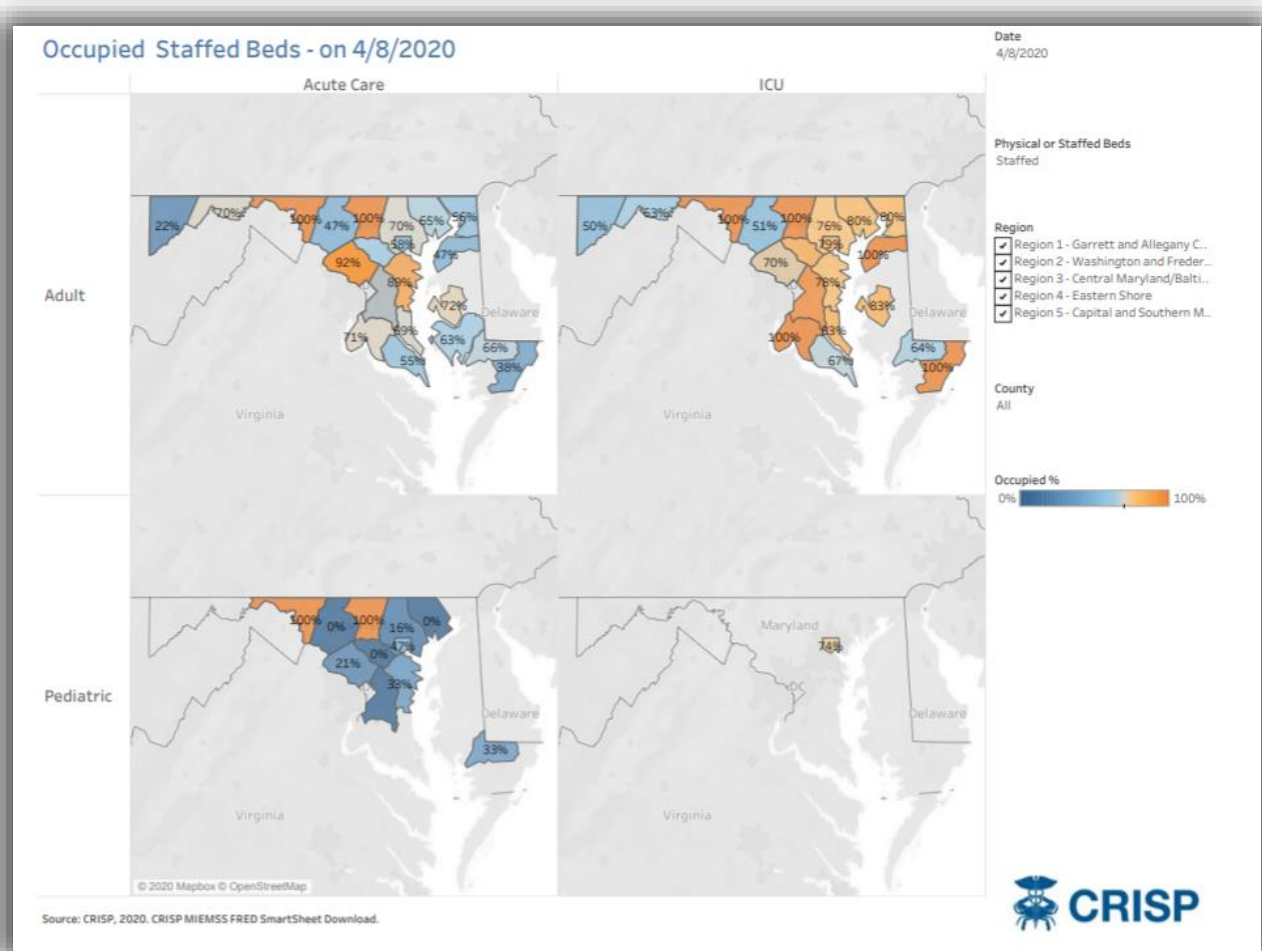 Occupied Staffed Beds - on 4/8/2020
Acute Care
ICU
Adult
22%
70%
100%
47%
100%
70%
65%
56%
58%
47%
92%
89%
72%
Delaware
71%
69%
63%
66%
55%
38%
Virginia
50%
63%
100%
51%
100%
76%
80%
80%
79%
100%
70%
78%
83%
Delaware
100%
83%
64%
67%
100%
Virginia
Pediatric
100%
0%
100%
16%
0%
47%
0%
21%
33%
Delaware
33%
Virginia
© 2020 Mapbox © OpenStreetMap
Maryland
74%
DC
Delaware
Virginia
Date
4/8/2020
Physical or Staffed Beds
Staffed
Region
Region 1 - Garrett and Allegany C..
Region 2 - Washington and Freder..
Region 3 - Central Maryland/Balti..
Region 4 - Eastern Shore
Region 5 - Capital and Southern M..
County
All
Occupied %
0%
100%
Source: CRISP, 2020. CRISP MIEMSS FRED SmartSheet Download.
CRISP